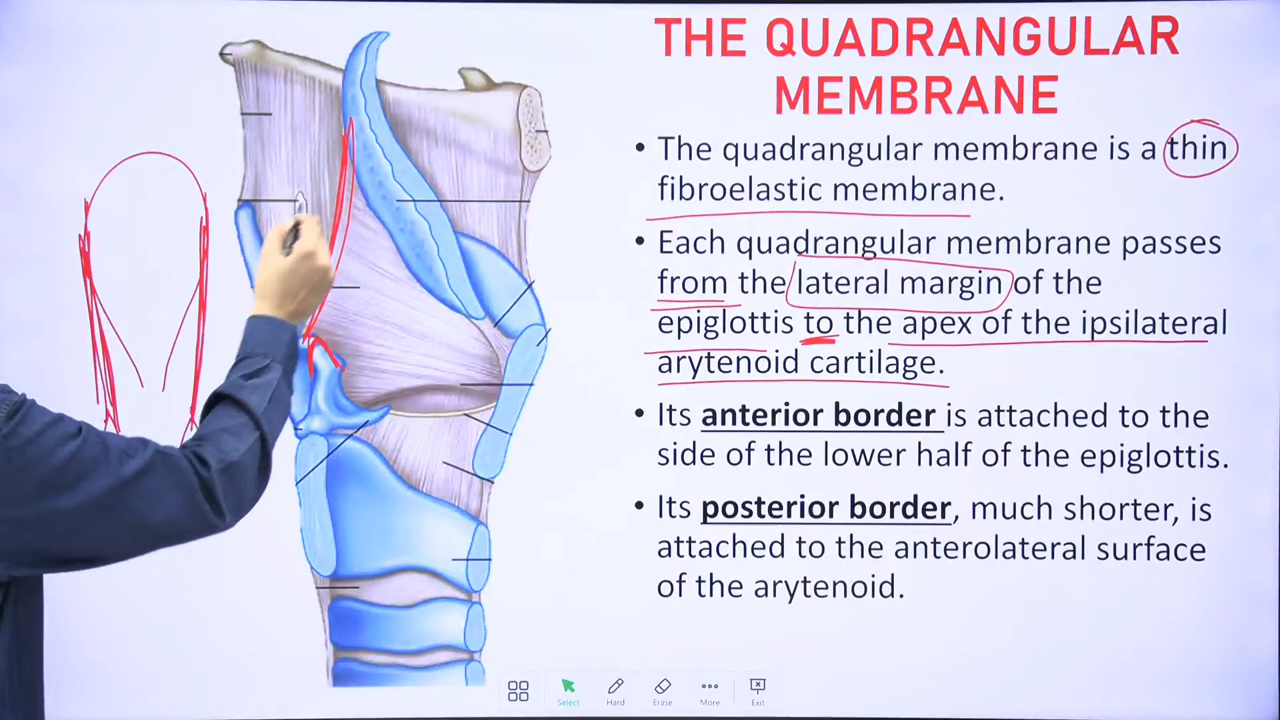 THE QUADRANGULAR
MEMBRANE
• The quadrangular membrane is a thin
fibroelastic membrane.
• Each quadrangular membrane passes
from the lateral margin of the
epiglottis to the apex of the ipsilateral
arytenoid cartilage.
• Its anterior border is attached to the
side of the lower half of the epiglottis.
• Its posterior border, much shorter, is
attached to the anterolateral surface
of the arytenoid.
Select Hard Erase More Exit